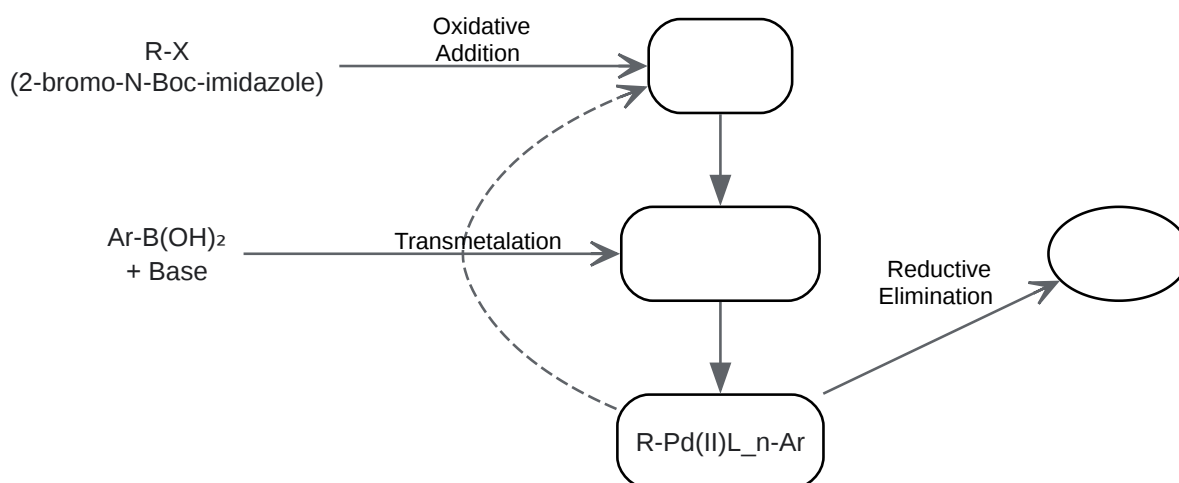 Oxidative
Addition
R-X
(2-bromo-N-Boc-imidazole)
Ar-B(OH)₂
+ Base
Transmetalation
Reductive
Elimination
R-Pd(II)L_n-Ar